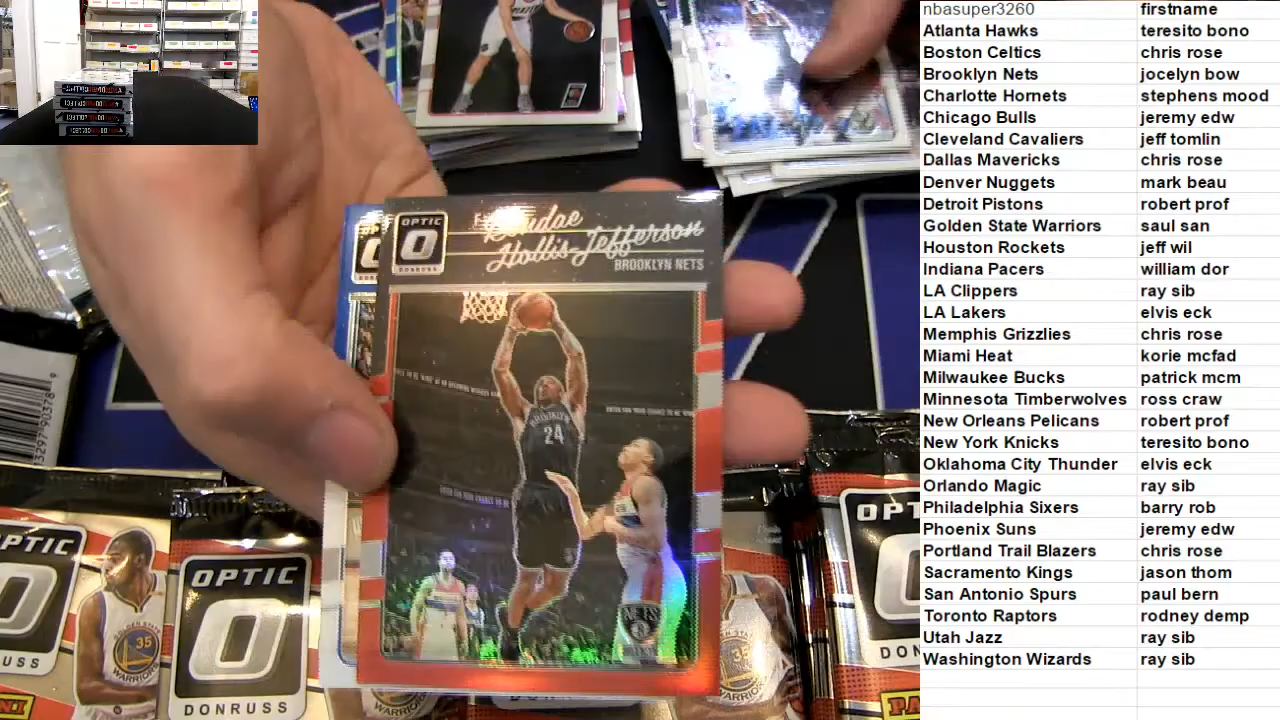 nbasuper3260 firstname
Atlanta Hawks teresito bono
Boston Celtics chris rose
Brooklyn Nets jocelyn bow
Charlotte Hornets stephens mood
Chicago Bulls jeremy edw
Cleveland Cavaliers jeff tomlin
Dallas Mavericks chris rose
Denver Nuggets mark beau
Detroit Pistons robert prof
Golden State Warriors saul san
Houston Rockets jeff wil
Indiana Pacers william dor
LA Clippers ray sib
LA Lakers elvis eck
Memphis Grizzlies chris rose
Miami Heat korie mcfad
Milwaukee Bucks patrick mcm
Minnesota Timberwolves ross craw
New Orleans Pelicans robert prof
New York Knicks teresito bono
Oklahoma City Thunder elvis eck
Orlando Magic ray sib
Philadelphia Sixers barry rob
Phoenix Suns jeremy edw
Portland Trail Blazers chris rose
Sacramento Kings jason thom
San Antonio Spurs paul bern
Toronto Raptors rodney demp
Utah Jazz ray sib
Washington Wizards ray sib
OPTIC
DONRUSS
Hollis-Jefferson
BROOKLYN NETS
BROOKLYN
24
OPTIC
DONRUSS
35
35